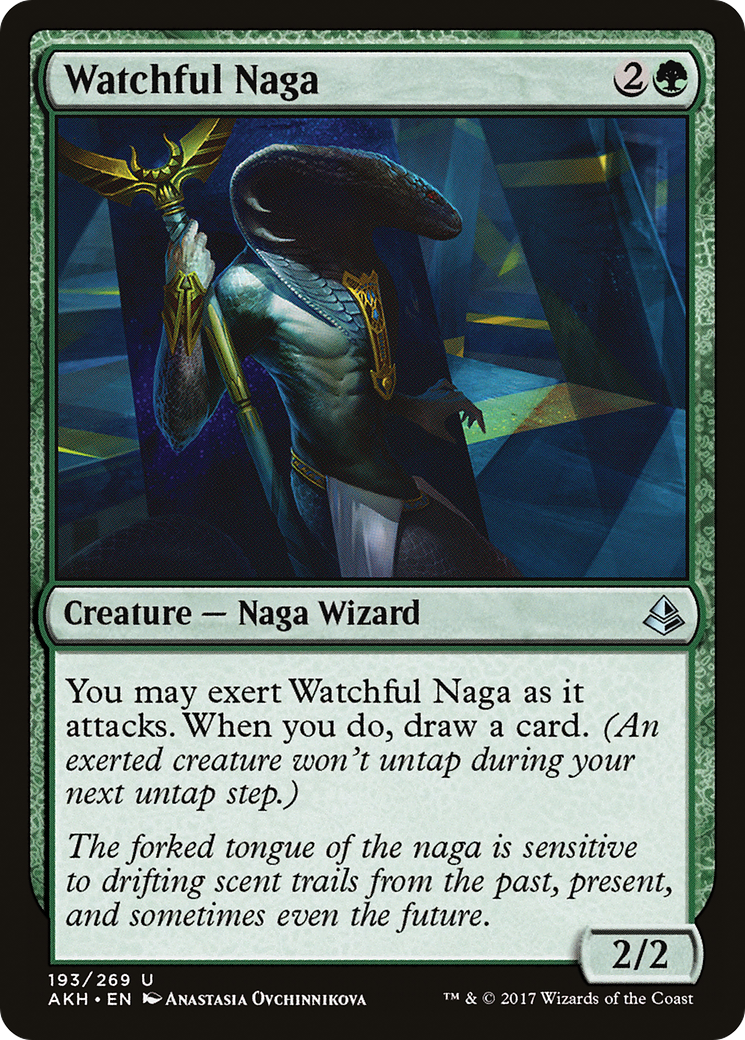 Watchful Naga 2
Creature — Naga Wizard
You may exert Watchful Naga as it
attacks. When you do, draw a card. (An
exerted creature won't untap during your
next untap step.)
The forked tongue of the naga is sensitive
to drifting scent trails from the past, present,
and sometimes even the future.
2/2
193/269 U
AKH • EN Anastasia Ovchinnikova ™ & © 2017 Wizards of the Coast